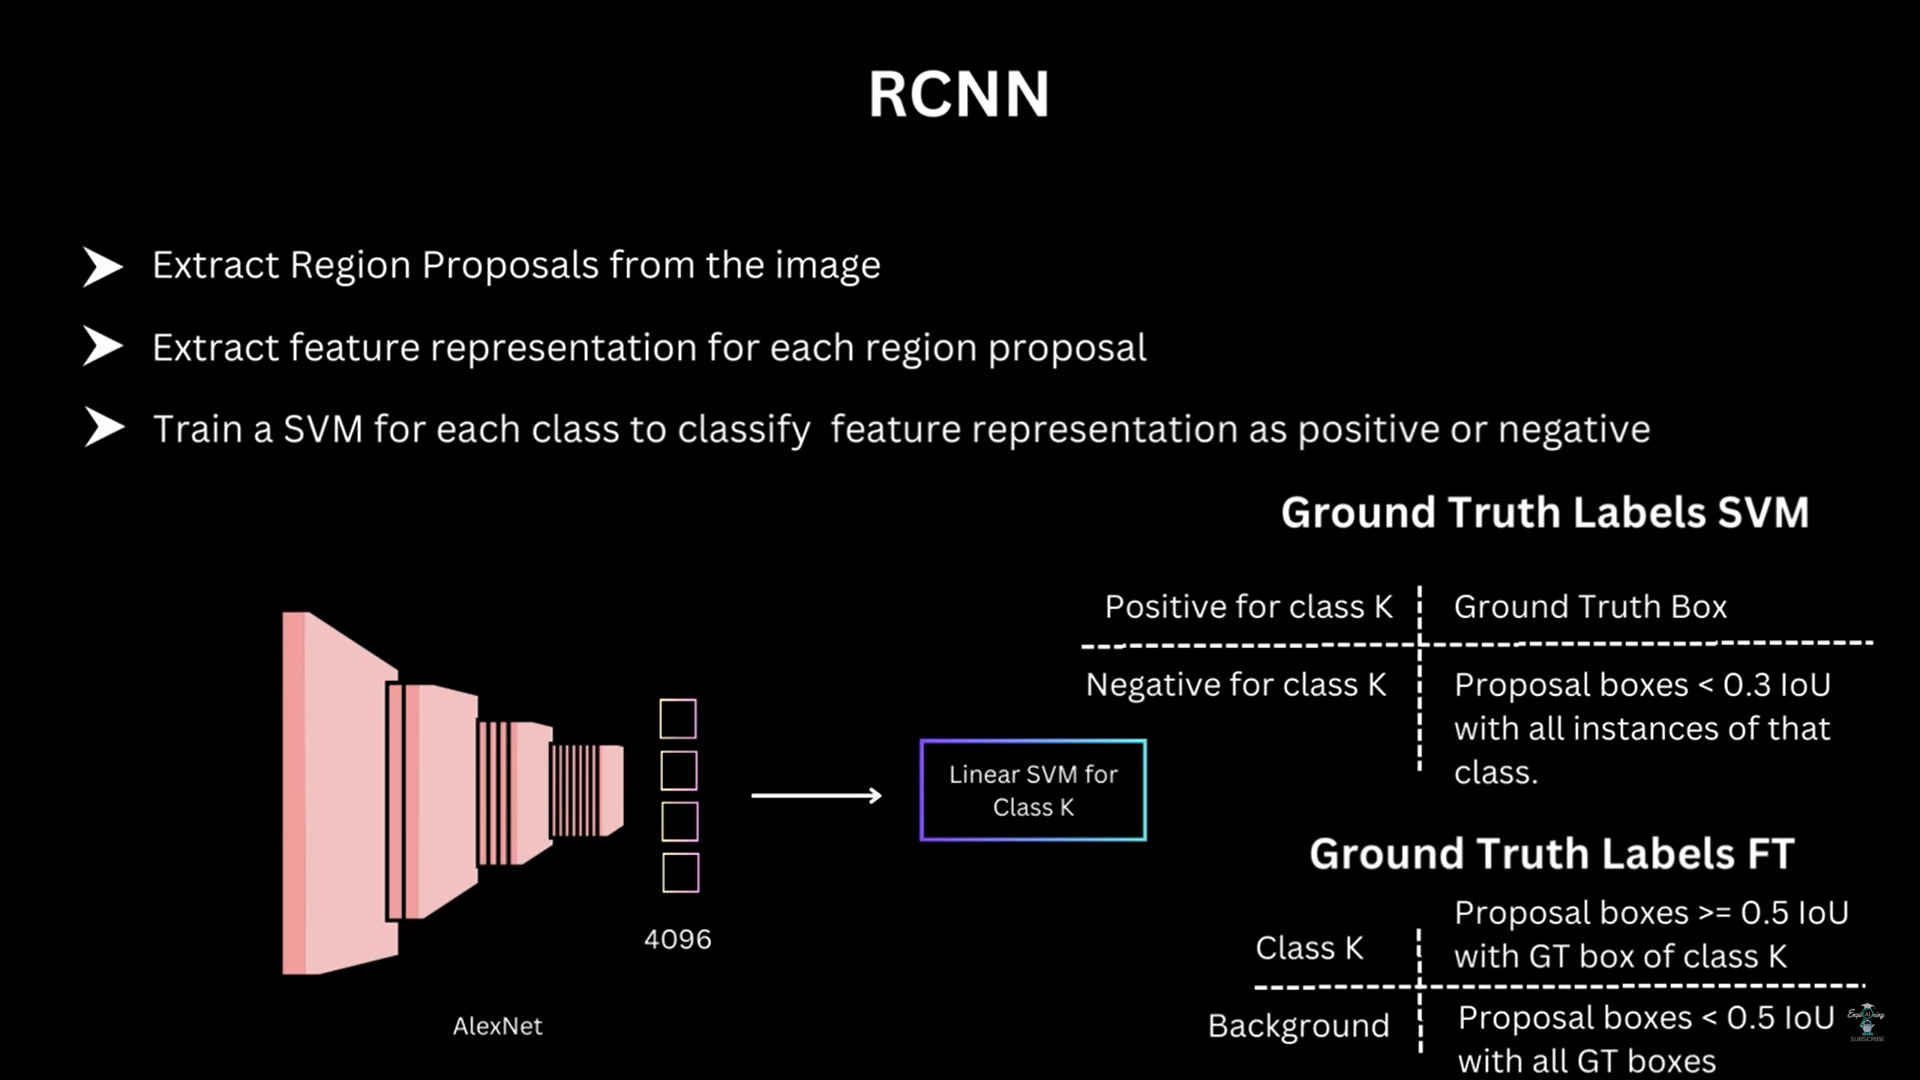 RCNN
Extract Region Proposals from the image
Extract feature representation for each region proposal
Train a SVM for each class to classify feature representation as positive or negative
Ground Truth Labels SVM
Positive for class K
Ground Truth Box
Negative for class K
Proposal boxes < 0.3 IoU
with all instances of that
class.
Linear SVM for
Class K
4096
AlexNet
Ground Truth Labels FT
Class K
Proposal boxes >= 0.5 IoU
with GT box of class K
Background
Proposal boxes < 0.5 IoU
with all GT boxes
SUBSCRIBE